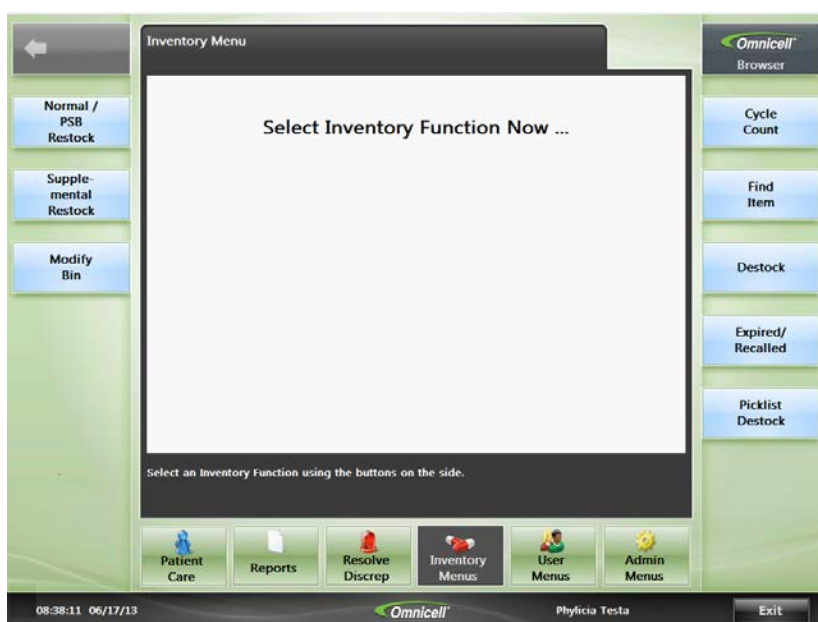 Inventory Menu
Omnicell
Browser
Normal /
PSB
Restock
Supple-
mental
Restock
Modify
Bin
Select Inventory Function Now ...
Cycle
Count
Find
Item
Destock
Expired/
Recalled
Picklist
Destock
Select an Inventory Function using the buttons on the side.
Patient
Care
Reports
Resolve
Discrep
Inventory
Menus
User
Menus
Admin
Menus
08:38:11 06/17/13
Omnicell
Phylicia Testa
Exit